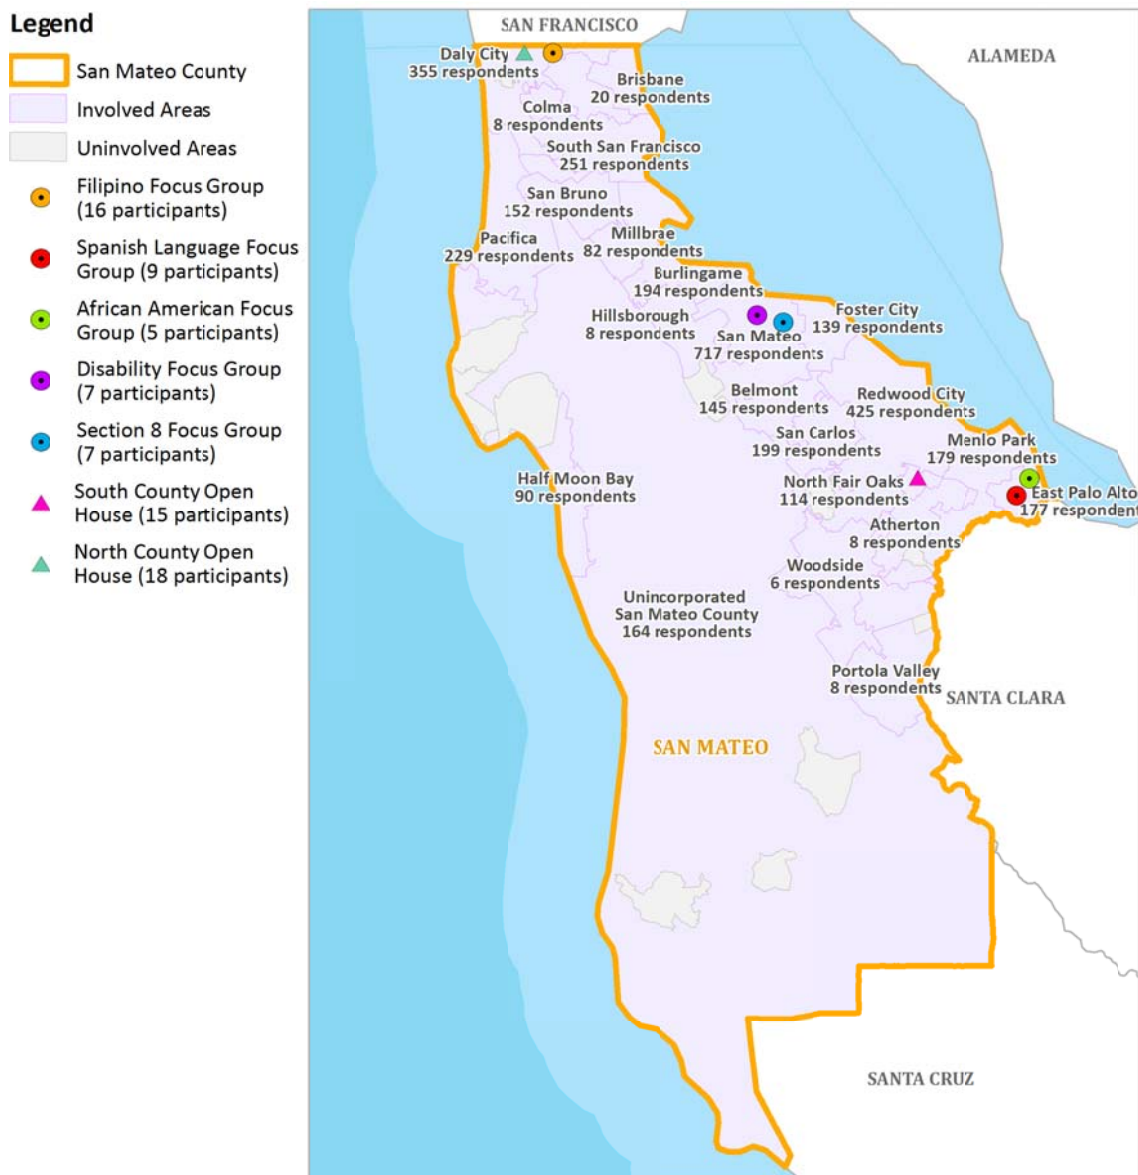 Legend
San Mateo County
Involved Areas
Uninvolved Areas
Filipino Focus Group
(16 participants)
Spanish Language Focus
Group (9 participants)
African American Focus
Group (5 participants)
Disability Focus Group
(7 participants)
Section 8 Focus Group
(7 participants)
South County Open
House (15 participants)
North County Open
House (18 participants)
SAN FRANCISCO
ALAMEDA
Daly City
355 respondents
Brisbane
20 respondents
Colma
8 respondents
South San Francisco
251 respondents
San Bruno
152 respondents
Pacifica
229 respondents
Millbrae
82 respondents
Burlingame
194 respondents
Hillsborough
8 respondents
San Mateo
717 respondents
Foster City
139 respondents
Belmont
145 respondents
Redwood City
425 respondents
San Carlos
199 respondents
Menlo Park
179 respondents
Half Moon Bay
90 respondents
North Fair Oaks
114 respondents
East Palo Alto
177 respondent
Atherton
8 respondents
Woodside
6 respondents
Unincorporated
San Mateo County
164 respondents
Portola Valley
8 respondents
SANTA CLARA
SAN MATEO
SANTA CRUZ